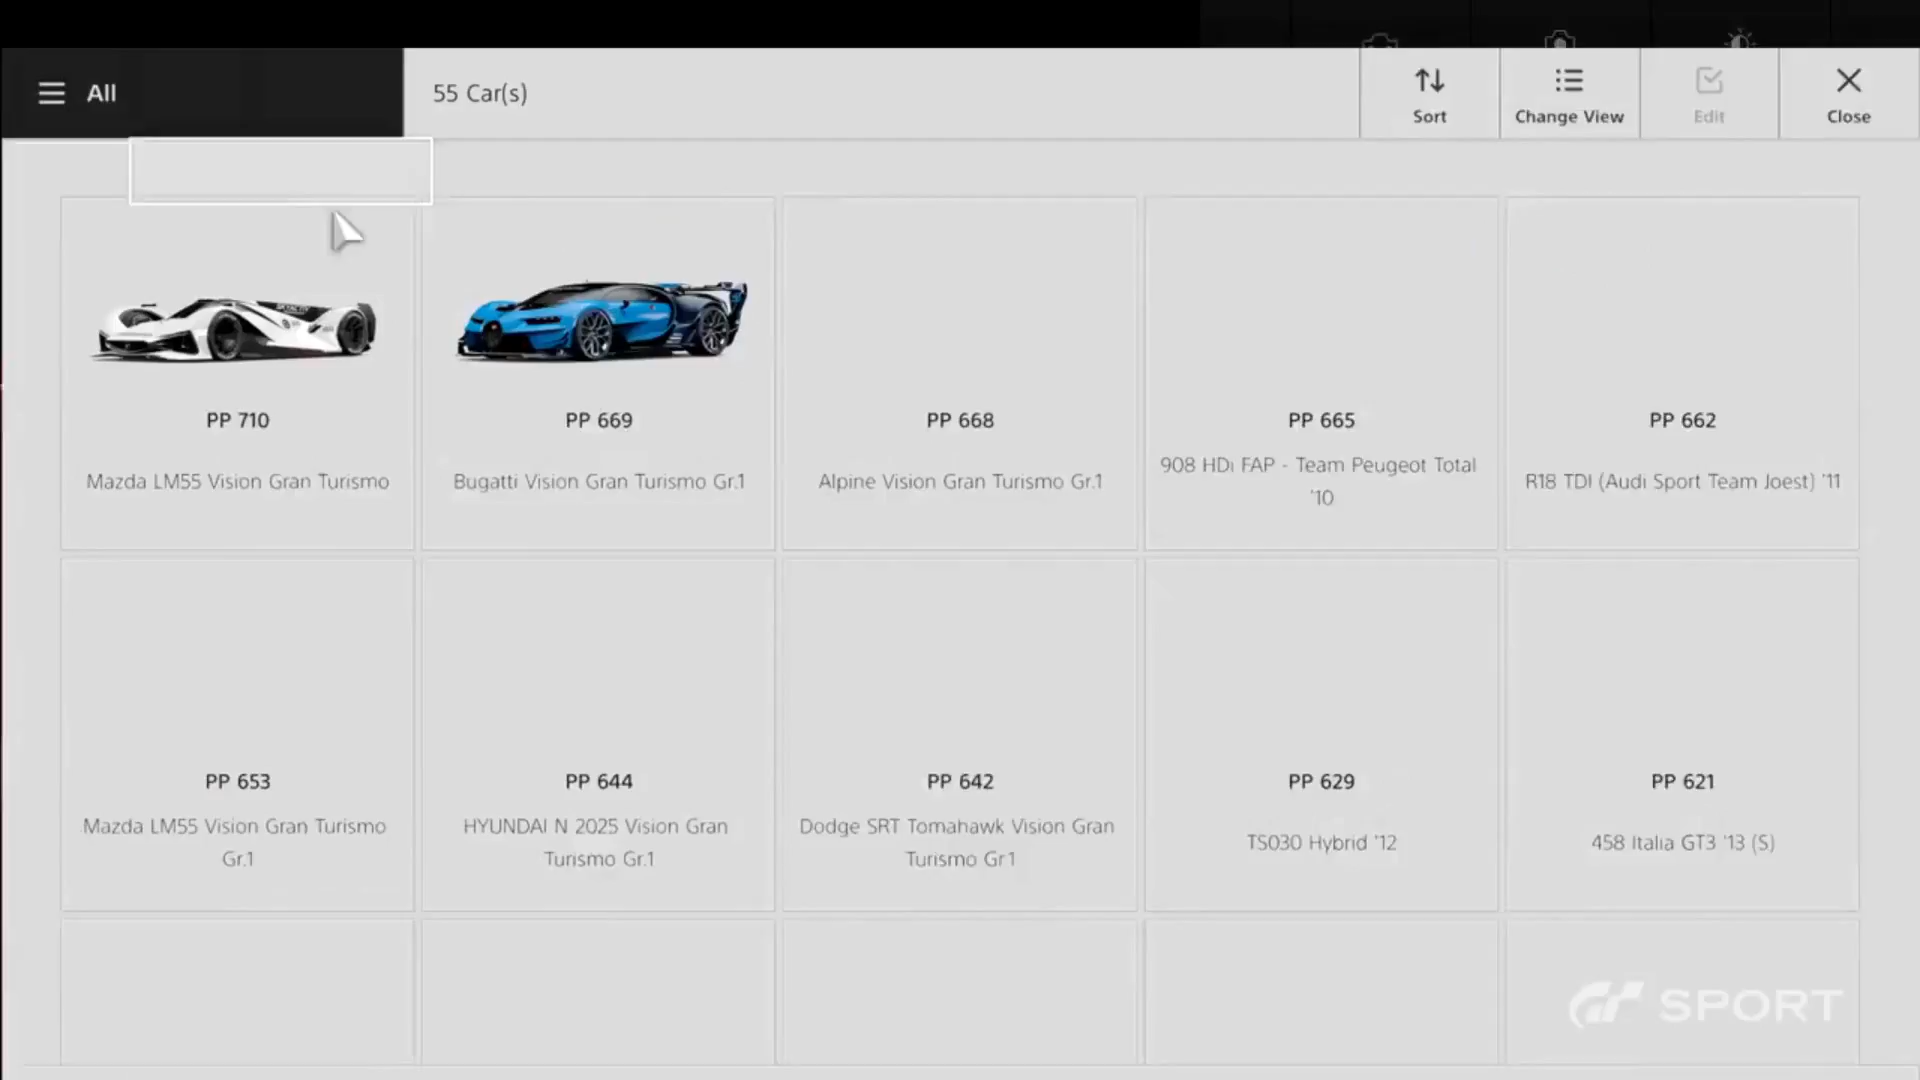 All
55 Car(s)
Sort
Change View
Edit
Close
PP 710
Mazda LM55 Vision Gran Turismo
PP 669
Bugatti Vision Gran Turismo Gr.1
PP 668
Alpine Vision Gran Turismo Gr.1
PP 665
908 HDi FAP - Team Peugeot Total
'10
PP 662
R18 TDI (Audi Sport Team Joest) '11
PP 653
Mazda LM55 Vision Gran Turismo
Gr.1
PP 644
HYUNDAI N 2025 Vision Gran
Turismo Gr.1
PP 642
Dodge SRT Tomahawk Vision Gran
Turismo Gr.1
PP 629
TS030 Hybrid '12
PP 621
458 Italia GT3 '13 (S)
GT SPORT